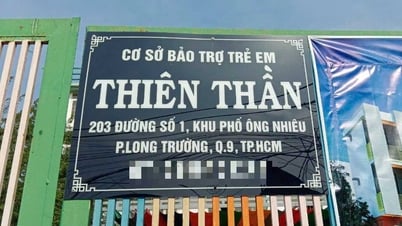 CƠ SỞ BẢO TRỢ TRẺ EM
THIÊN THẦN
203 ĐƯỜNG SỐ 1, KHU PHỐ ÔNG NHIÊU
P.LONG TRƯỜNG, Q.9, TP.HCM